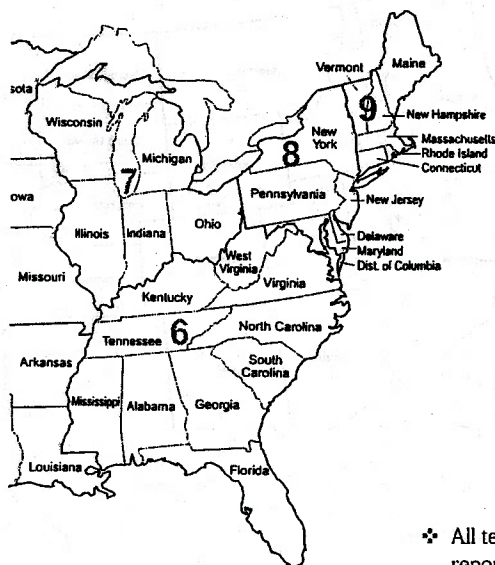 Maine
Vermont
9
New Hampshire
sota
Wisconsin
New
York
Massachusells
Rhode Island
Connecticut
8
Michigan
7
Pennsylvania
New Jersey
owa
Ohio
Illinois
Indiana
Delaware
Maryland
Dist. of Columbia
West
Virginia
Virginia
Missouri
Kentucky
6
North Carolina
Tennessee
Arkansas
South
Carolina
Mississippi
Alabama
Georgia
Louisiana
Florida
❖ All te
repor